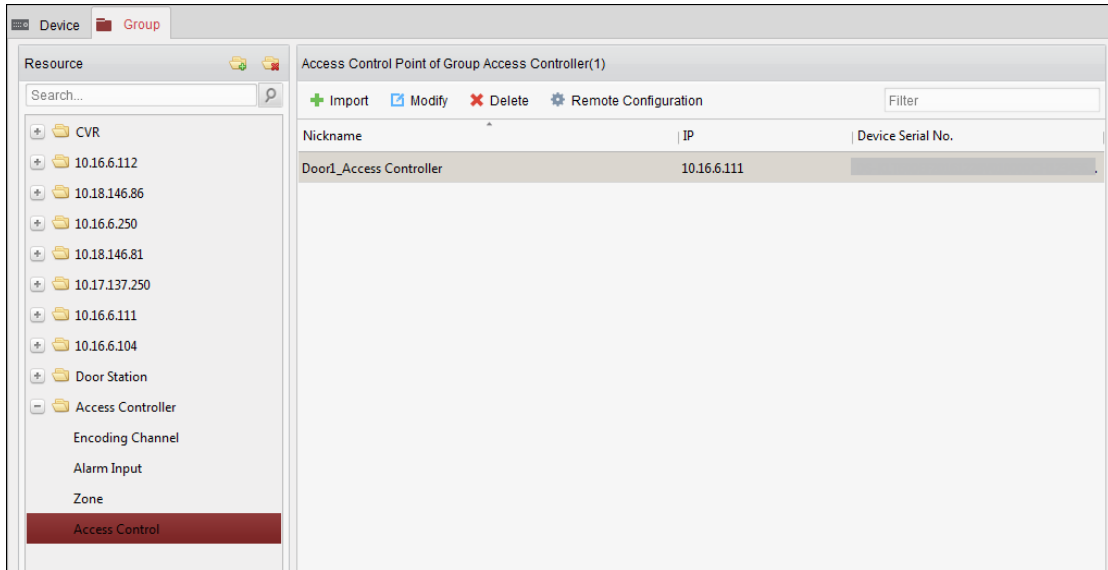 Device Group
Resource
Search...
CVR
10.16.6.112
10.18.146.86
10.16.6.250
10.18.146.81
10.17.137.250
10.16.6.111
10.16.6.104
Door Station
Access Controller
Encoding Channel
Alarm Input
Zone
Access Control
Access Control Point of Group Access Controller(1)
Import Modify Delete Remote Configuration Filter
Nickname IP Device Serial No.
Door1_Access Controller 10.16.6.111 .